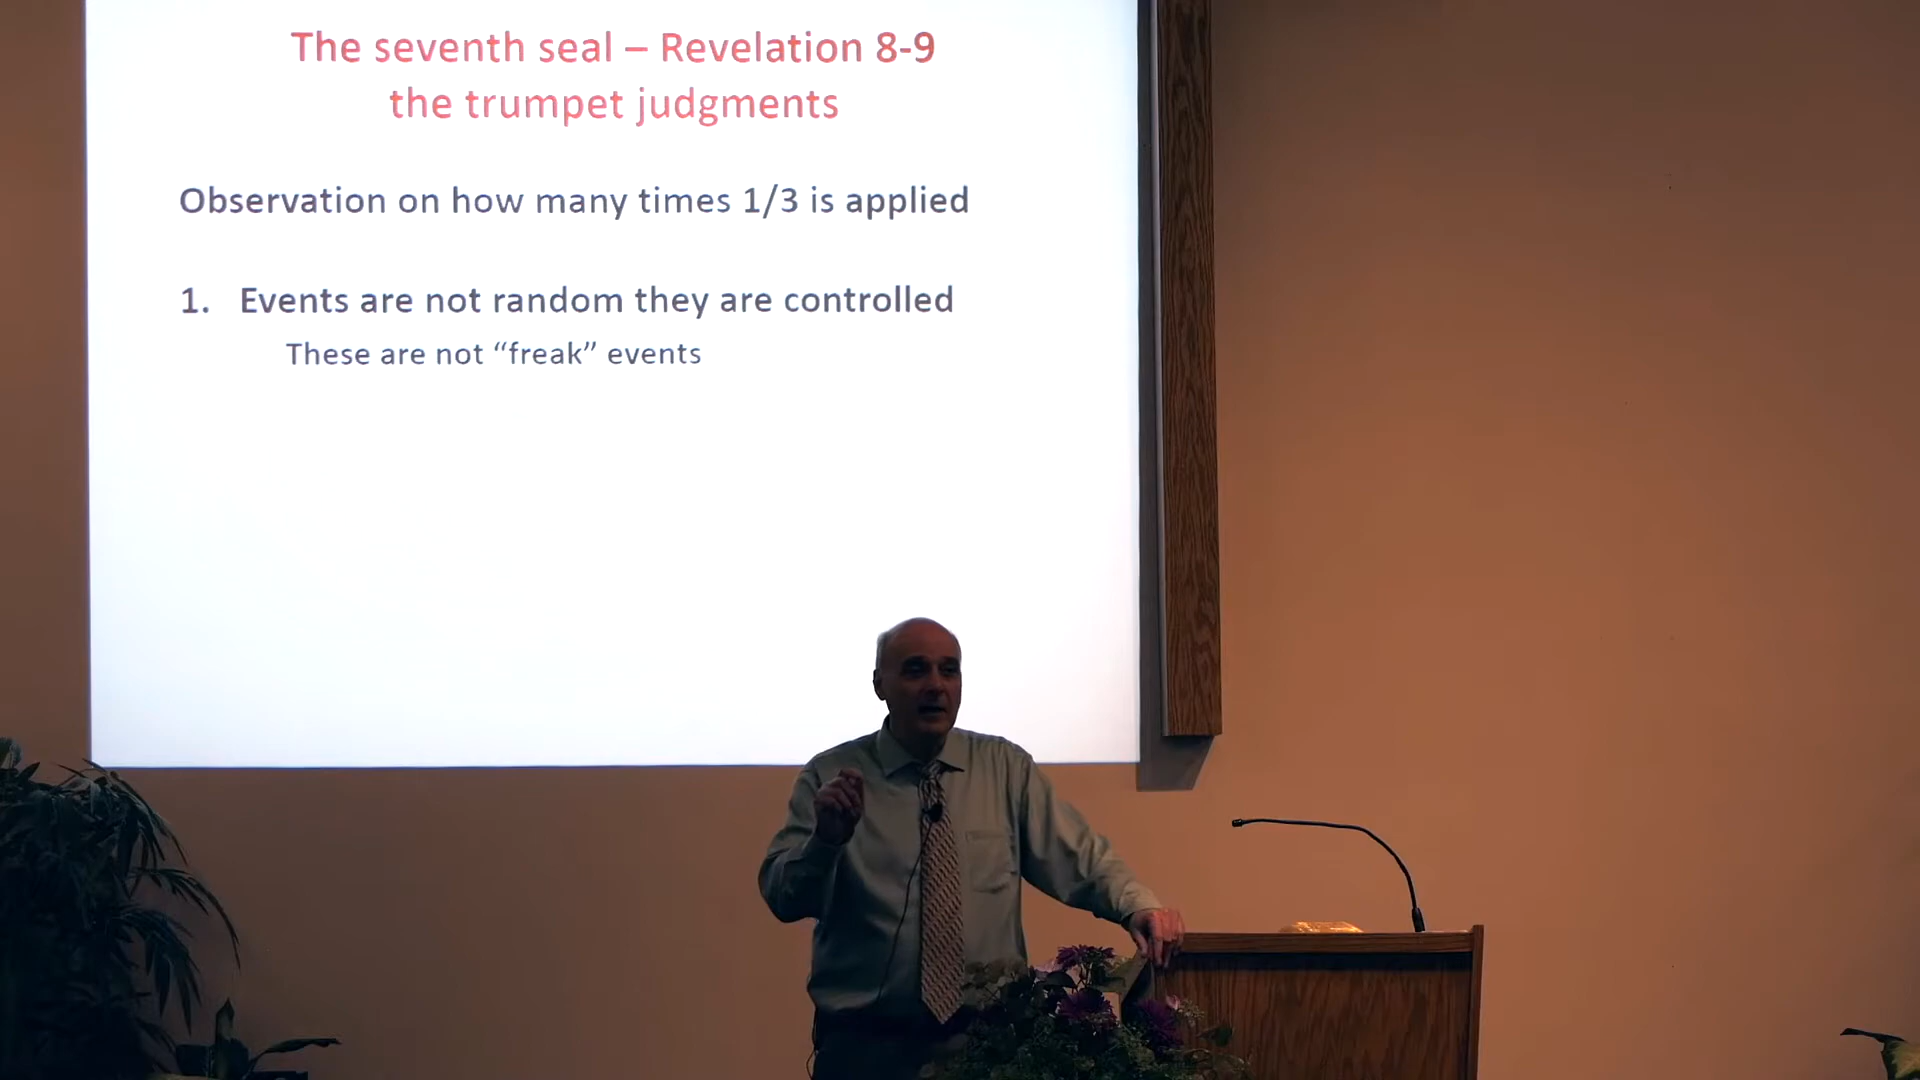 The seventh seal – Revelation 8-9
the trumpet judgments
Observation on how many times 1/3 is applied
1. Events are not random they are controlled
These are not “freak” events